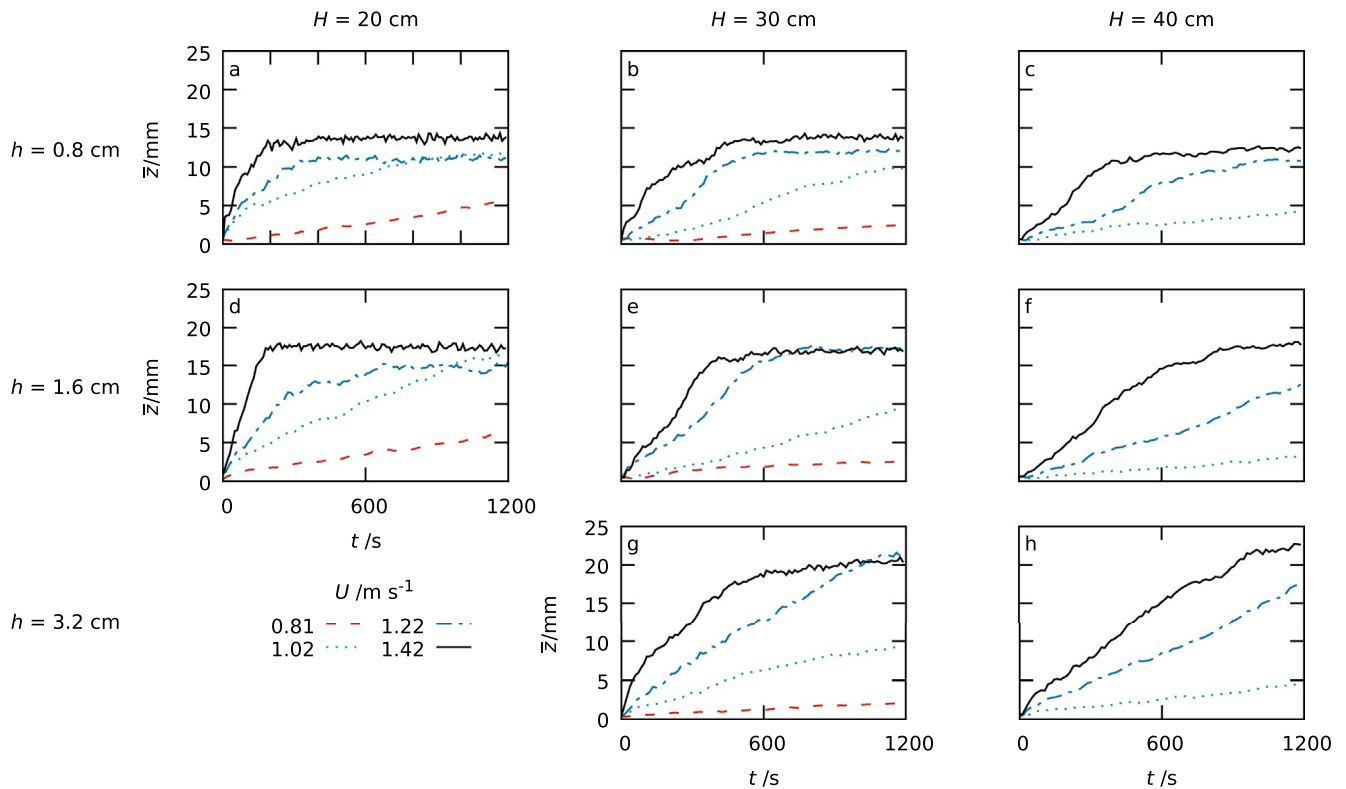 H = 20 cm
H = 30 cm
H = 40 cm
h = 0.8 cm
z̅/mm
25
20
15
10
5
0
a
b
c
h = 1.6 cm
z̅/mm
25
20
15
10
5
0
d
e
f
0 600 1200
t /s
h = 3.2 cm
z̅/mm
25
20
15
10
5
0
g
h
0 600 1200
t /s
0 600 1200
t /s
U /m s⁻¹
0.81 1.22
1.02 1.42